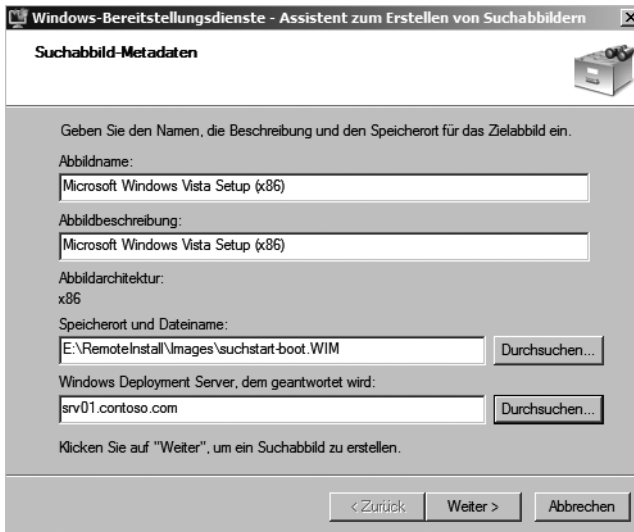 Windows-Bereitstellungsdienste - Assistent zum Erstellen von Suchabbildern
Suchabbild-Metadaten
Geben Sie den Namen, die Beschreibung und den Speicherort für das Zielabbild ein.
Abbildname:
Microsoft Windows Vista Setup (x86)
Abbildbeschreibung:
Microsoft Windows Vista Setup (x86)
Abbildarchitektur:
x86
Speicherort und Dateiname:
E:\RemoteInstall\Images\suchstart-boot.WIM Durchsuchen...
Windows Deployment Server, dem geantwortet wird:
srv01.contoso.com Durchsuchen...
Klicken Sie auf "Weiter", um ein Suchabbild zu erstellen.
< Zurück Weiter > Abbrechen